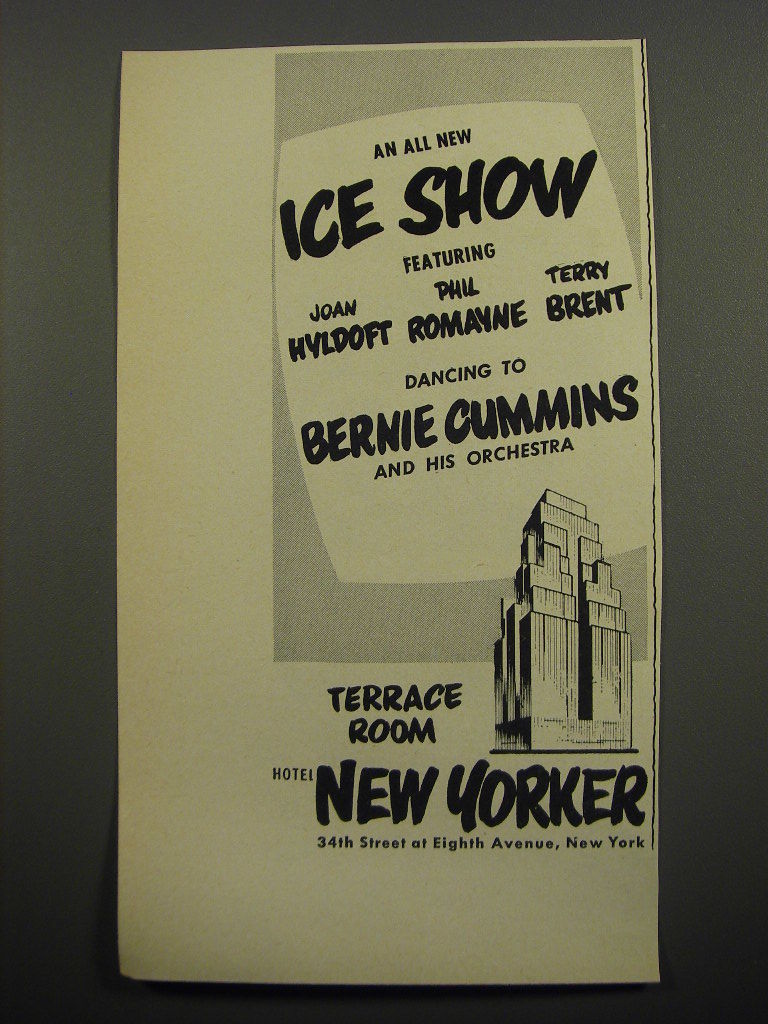 AN ALL NEW
ICE SHOW
FEATURING
JOAN HYLDOFT
PHIL ROMAYNE
TERRY BRENT
DANCING TO
BERNIE CUMMINS
AND HIS ORCHESTRA
TERRACE
ROOM
HOTEL NEW YORKER
34th Street at Eighth Avenue, New York